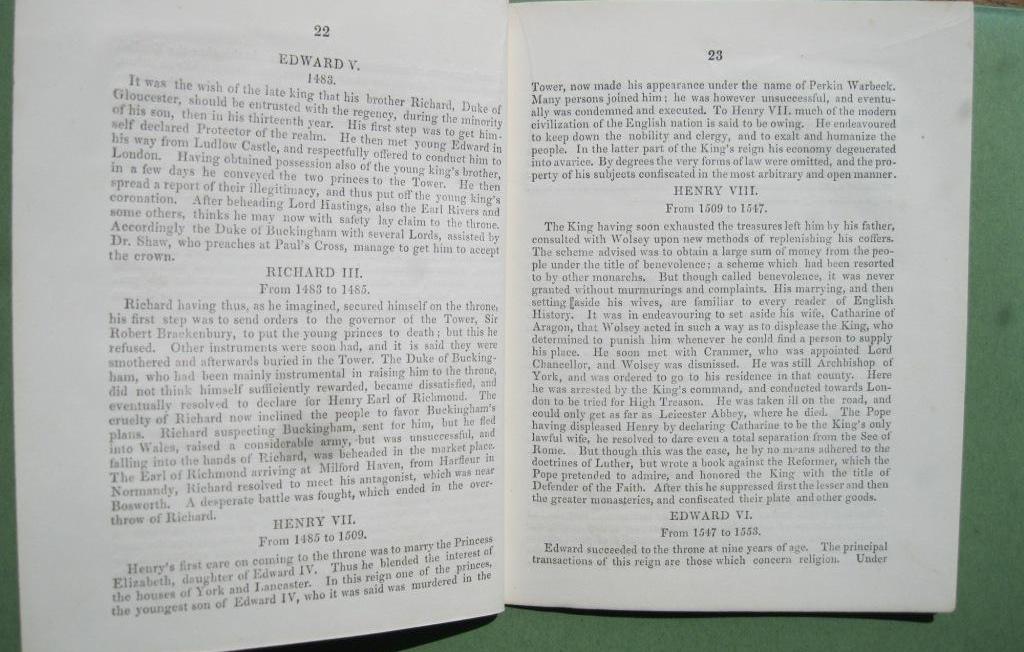 22
EDWARD V.
1483.
It was the wish of the late king that his brother Richard, Duke of
Gloucester, should be entrusted with the regency, during the minority
of his son, then in his thirteenth year. His first step was to get him-
self declared Protector of the realm. He then met young Edward in
his way from Ludlow Castle, and respectfully offered to conduct him to
London. Having obtained possession also of the young king's brother,
in a few days he conveyed the two princes to the Tower. He then
spread a report of their illegitimacy, and thus put off the young king's
coronation. After beheading Lord Hastings, also the Earl Rivers and
some others, thinks he may now with safety lay claim to the throne.
Accordingly the Duke of Buckingham with several Lords, assisted by
Dr. Shaw, who preaches at Paul's Cross, manage to get him to accept
the crown.
RICHARD III.
From 1483 to 1485.
Richard having thus, as he imagined, secured himself on the throne,
his first step was to send orders to the governor of the Tower, Sir
Robert Brackenbury, to put the young princes to death; but this he
refused. Other instruments were soon had, and it is said they were
smothered and afterwards buried in the Tower. The Duke of Bucking-
ham, who had been mainly instrumental in raising him to the throne,
did not think himself sufficiently rewarded, became dissatisfied, and
eventually resolved to declare for Henry Earl of Richmond. The
cruelty of Richard now inclined the people to favor Buckingham's
plans. Richard suspecting Buckingham, sent for him, but he fled
into Wales, raised a considerable army, but was unsuccessful, and
falling into the hands of Richard, was beheaded in the market place.
The Earl of Richmond arriving at Milford Haven, from Harfleur in
Normandy, Richard resolved to meet his antagonist, which was near
Bosworth. A desperate battle was fought, which ended in the over-
throw of Richard.
HENRY VII.
From 1485 to 1509.
Henry's first care on coming to the throne was to marry the Princess
Elizabeth, daughter of Edward IV. Thus he blended the interest of
the houses of York and Lancaster. In this reign one of the princes,
the youngest son of Edward IV, who it was said was murdered in the
23
Tower, now made his appearance under the name of Perkin Warbeck.
Many persons joined him; he was however unsuccessful, and eventu-
ally was condemned and executed. To Henry VII. much of the modern
civilization of the English nation is said to be owing. He endeavoured
to keep down the nobility and clergy, and to exalt and humanize the
people. In the latter part of the King's reign his economy degenerated
into avarice. By degrees the very forms of law were omitted, and the pro-
perty of his subjects confiscated in the most arbitrary and open manner.
HENRY VIII.
From 1509 to 1547.
The King having soon exhausted the treasures left him by his father,
consulted with Wolsey upon new methods of replenishing his coffers.
The scheme advised was to obtain a large sum of money from the peo-
ple under the title of benevolence; a scheme which had been resorted
to by other monarchs. But though called benevolence, it was never
granted without murmurings and complaints. His marrying, and then
setting aside his wives, are familiar to every reader of English
History. It was in endeavouring to set aside his wife, Catharine of
Aragon, that Wolsey acted in such a way as to displease the King, who
determined to punish him whenever he could find a person to supply
his place. He soon met with Cranmer, who was appointed Lord
Chancellor, and Wolsey was dismissed. He was still Archbishop of
York, and was ordered to go to his residence in that county. Here
he was arrested by the King's command, and conducted towards Lon-
don to be tried for High Treason. He was taken ill on the road, and
could only get as far as Leicester Abbey, where he died. The Pope
having displeased Henry by declaring Catharine to be the King's only
lawful wife, he resolved to dare even a total separation from the See of
Rome. But though this was the case, he by no means adhered to the
doctrines of Luther, but wrote a book against the Reformer, which the
Pope pretended to admire, and honored the King with the title of
Defender of the Faith. After this he suppressed first the lesser and then
the greater monasteries, and confiscated their plate and other goods.
EDWARD VI.
From 1547 to 1553.
Edward succeeded to the throne at nine years of age. The principal
transactions of this reign are those which concern religion. Under